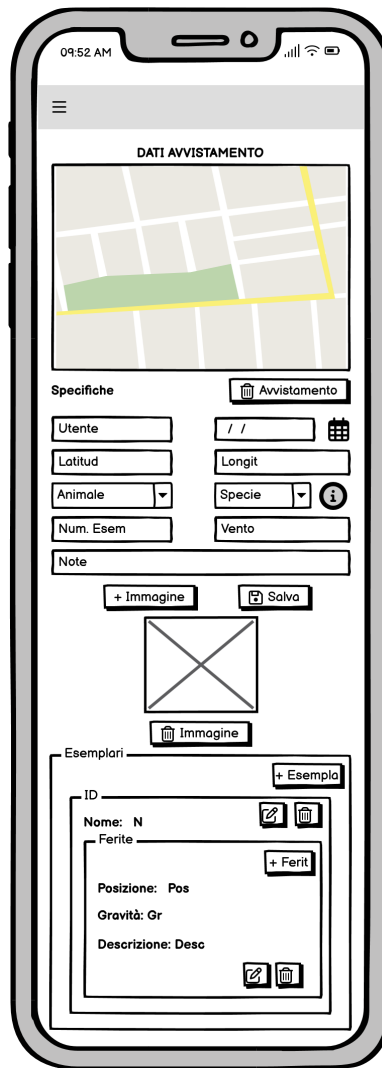 09:52 AM
DATI AVVISTAMENTO
Specifiche
Avvistamento
Utente
/ /
Latitud
Longit
Animale
Specie
i
Num. Esem
Vento
Note
+ Immagine
Salva
Immagine
Esemplari
+ Esempla
ID
Nome: N
Ferite
+ Ferit
Posizione: Pos
Gravità: Gr
Descrizione: Desc